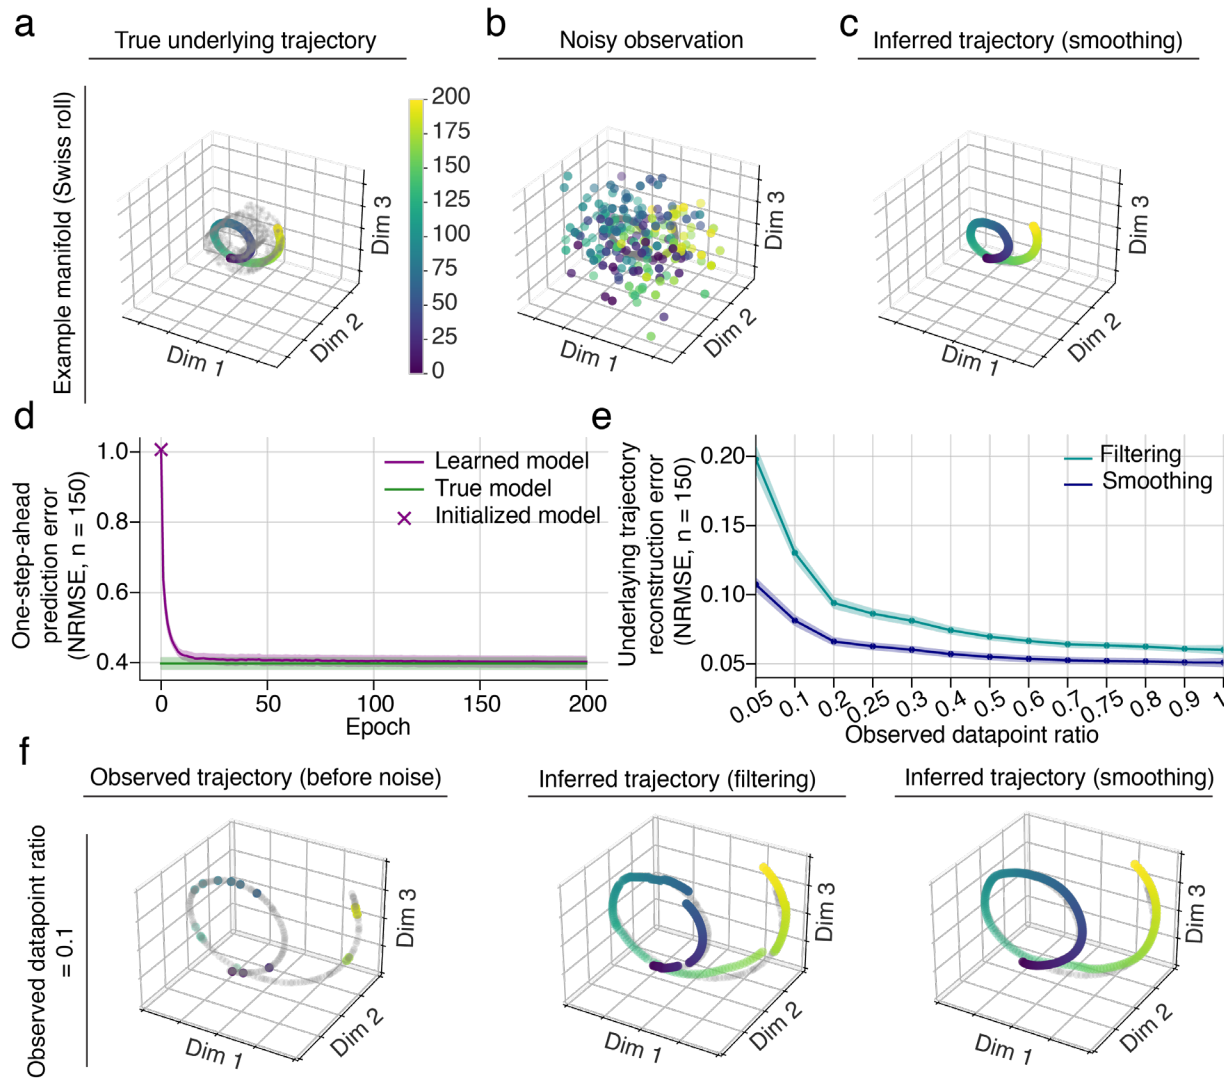 a
True underlying trajectory
b
Noisy observation
c
Inferred trajectory (smoothing)
Example manifold (Swiss roll)
Dim 1
Dim 2
Dim 3
200
175
150
125
100
75
50
25
0
Dim 1
Dim 2
Dim 3
Dim 1
Dim 2
Dim 3
d
One-step-ahead
prediction error
(NRMSE, n = 150)
1.0
0.8
0.6
0.4
Learned model
True model
Initialized model
0
50
100
150
200
Epoch
e
Underlaying trajectory
reconstruction error
(NRMSE, n = 150)
0.20
0.15
0.10
0.05
Filtering
Smoothing
0.05
0.1
0.2
0.25
0.3
0.4
0.5
0.6
0.7
0.75
0.8
0.9
1
Observed datapoint ratio
f
Observed trajectory (before noise)
Inferred trajectory (filtering)
Inferred trajectory (smoothing)
Observed datapoint ratio
= 0.1
Dim 1
Dim 2
Dim 3
Dim 1
Dim 2
Dim 3
Dim 1
Dim 2
Dim 3